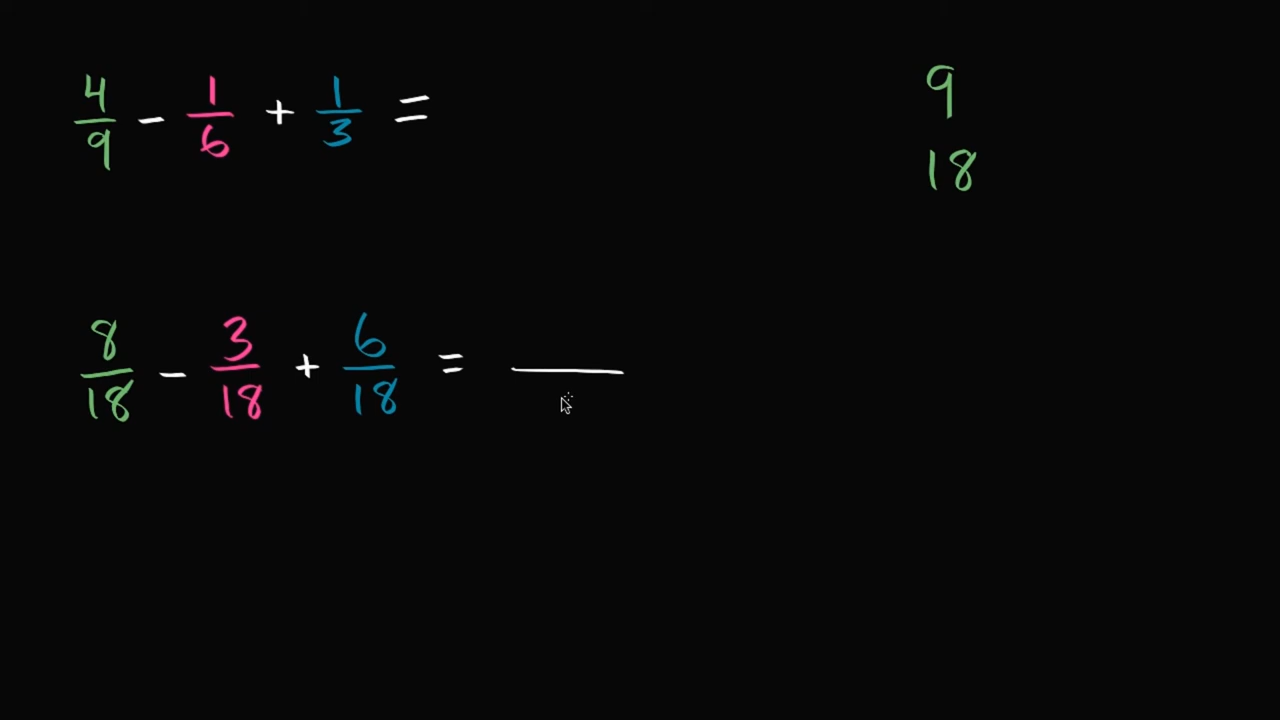 4/9 - 1/6 + 1/3 =
9
18
8/18 - 3/18 + 6/18 =